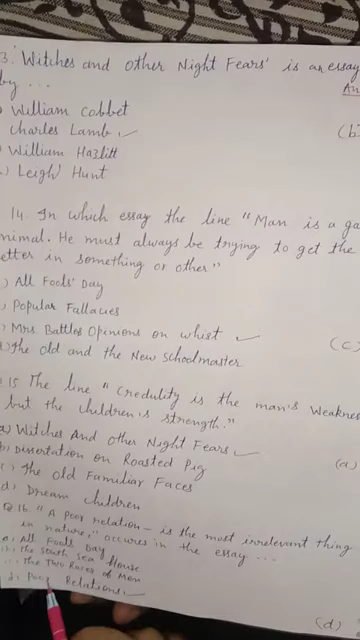 3. 'Witches and other Night Fears' is an essay
by ...
An
William Cobbet
Charles Lamb ✓
(b)
William Hazlitt
Leigh Hunt
14. In which essay the line "Man is a ga
nimal. He must always be trying to get the
etter in something or other"
) All Fools' Day
) Popular Fallacies
) Mrs. Battles Opinions on whist ✓
(c)
The old and the New Schoolmaster
.15 The line "Credulity is the man's Weakness
but the children's strength."
a) Witches And other Night Fears ✓
(a)
b) Dissertation on Roasted Pig
c) The old Familiar Faces
d) Dream children
Q.16. "A Poor Relation – is the most irrelevant thing
in nature," occures in the essay ...
a) All Fools Day
The South Sea House
The Two Races of Men
Poor Relations ✓
(d)